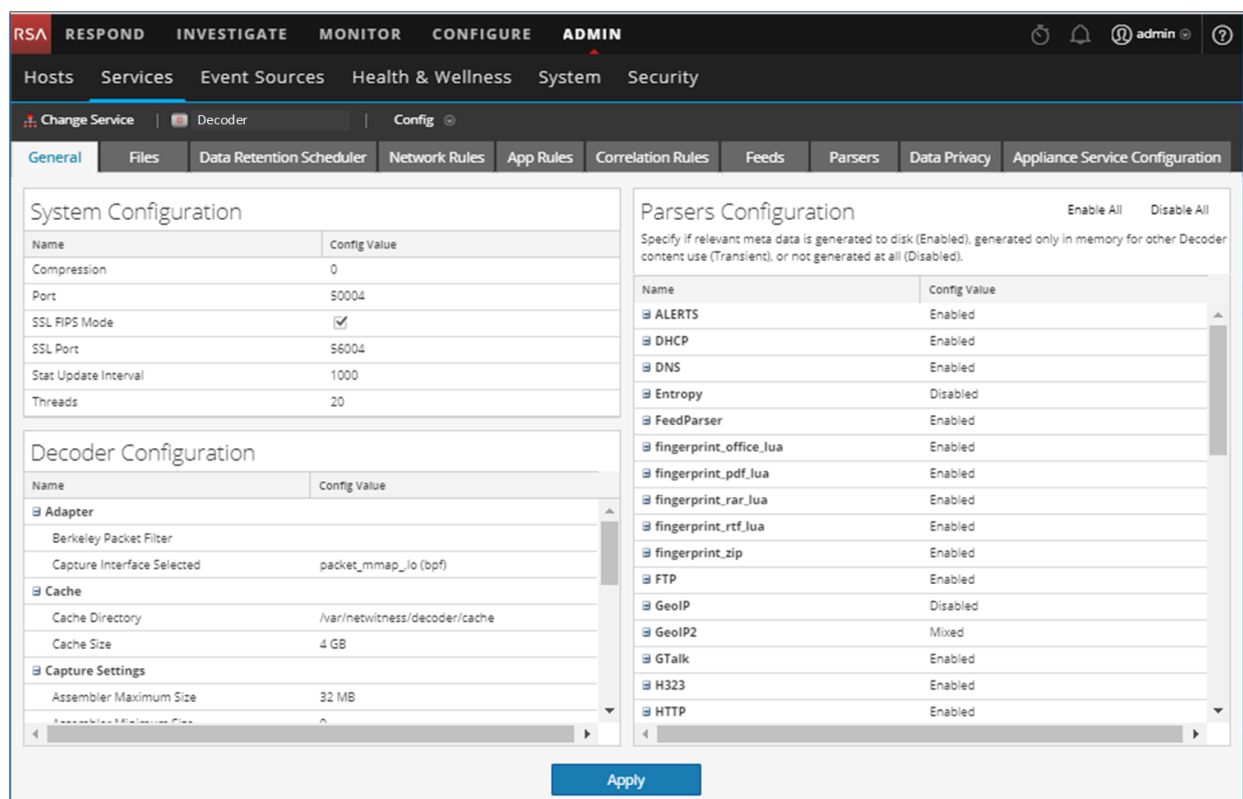 RSA RESPOND INVESTIGATE MONITOR CONFIGURE ADMIN admin
Hosts Services Event Sources Health & Wellness System Security
Change Service | Decoder | Config
General Files Data Retention Scheduler Network Rules App Rules Correlation Rules Feeds Parsers Data Privacy Appliance Service Configuration
System Configuration
Name Config Value
Compression 0
Port 50004
SSL FIPS Mode
SSL Port 56004
Stat Update Interval 1000
Threads 20
Decoder Configuration
Name Config Value
Adapter
Berkeley Packet Filter
Capture Interface Selected packet_mmap_,lo (bpf)
Cache
Cache Directory /var/netwitness/decoder/cache
Cache Size 4 GB
Capture Settings
Assembler Maximum Size 32 MB
Assembler Minimum Size 0
Parsers Configuration Enable All Disable All
Specify if relevant meta data is generated to disk (Enabled), generated only in memory for other Decoder
content use (Transient), or not generated at all (Disabled).
Name Config Value
ALERTS Enabled
DHCP Enabled
DNS Enabled
Entropy Disabled
FeedParser Enabled
fingerprint_office_lua Enabled
fingerprint_pdf_lua Enabled
fingerprint_rar_lua Enabled
fingerprint_rtf_lua Enabled
fingerprint_zip Enabled
FTP Enabled
GeoIP Disabled
GeoIP2 Mixed
GTalk Enabled
H323 Enabled
HTTP Enabled
Apply